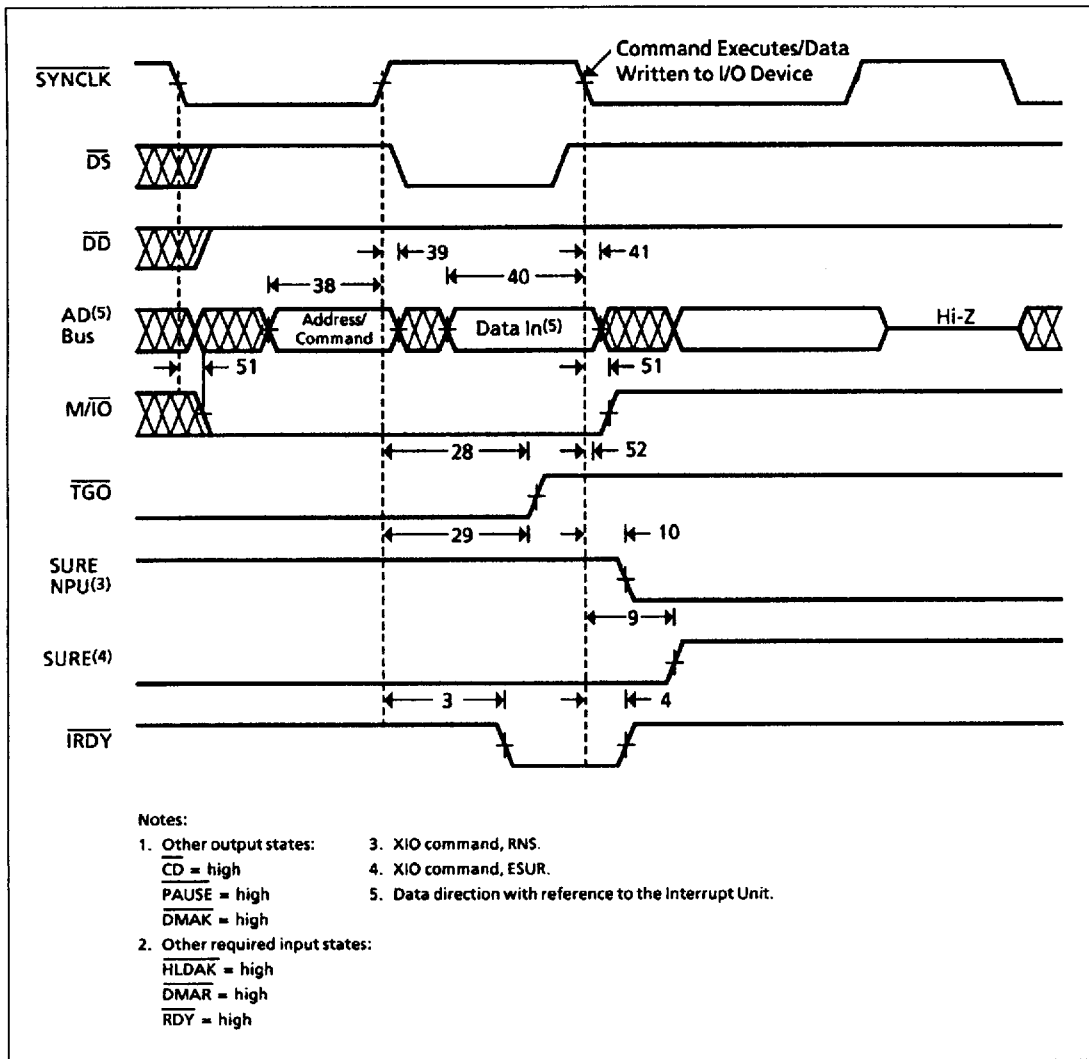 Command Executes/Data
Written to I/O Device
SYNCLK
DS
DD
39
41
38
40
AD(5)
Bus
Address/
Command
Data In(5)
Hi-Z
51
51
M/IO
28
52
TGO
29
10
SURE
NPU(3)
9
SURE(4)
3
4
IRDY
Notes:
1. Other output states:
CD = high
PAUSE = high
DMAK = high
2. Other required input states:
HLDAK = high
DMAR = high
RDY = high
3. XIO command, RNS.
4. XIO command, ESUR.
5. Data direction with reference to the Interrupt Unit.